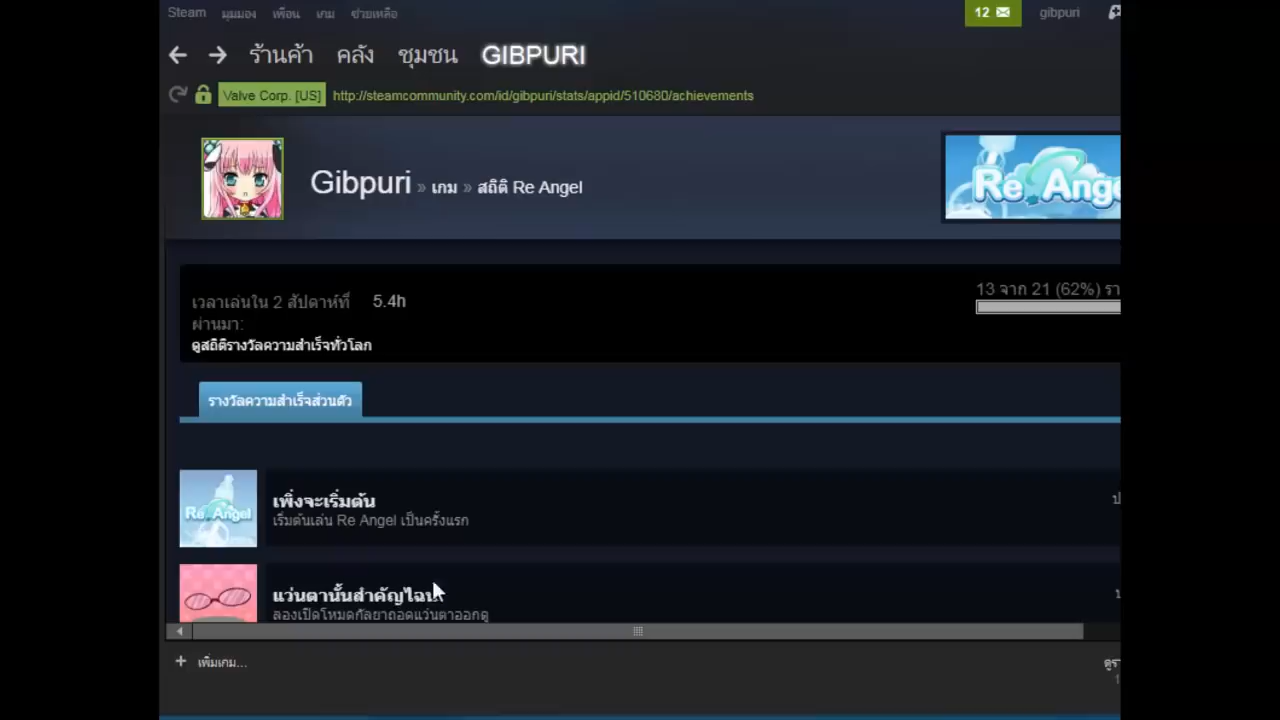 Steam มุมมอง เพื่อน เกม ช่วยเหลือ 12 gibpuri
ร้านค้า คลัง ชุมชน GIBPURI
Valve Corp. [US] http://steamcommunity.com/id/gibpuri/stats/appid/510680/achievements
Gibpuri » เกม » สถิติ Re Angel
Re Ange
เวลาเล่นใน 2 สัปดาห์ที่ 5.4h
ผ่านมา:
13 จาก 21 (62%) รา
ดูสถิติรางวัลความสำเร็จทั่วโลก
รางวัลความสำเร็จส่วนตัว
Re Angel
เพิ่งจะเริ่มต้น
เริ่มต้นเล่น Re Angel เป็นครั้งแรก
แว่นตานั้นสำคัญไฉน
ลองเปิดโหมดกัลยาถอดแว่นตาออกดู
+ เพิ่มเกม...